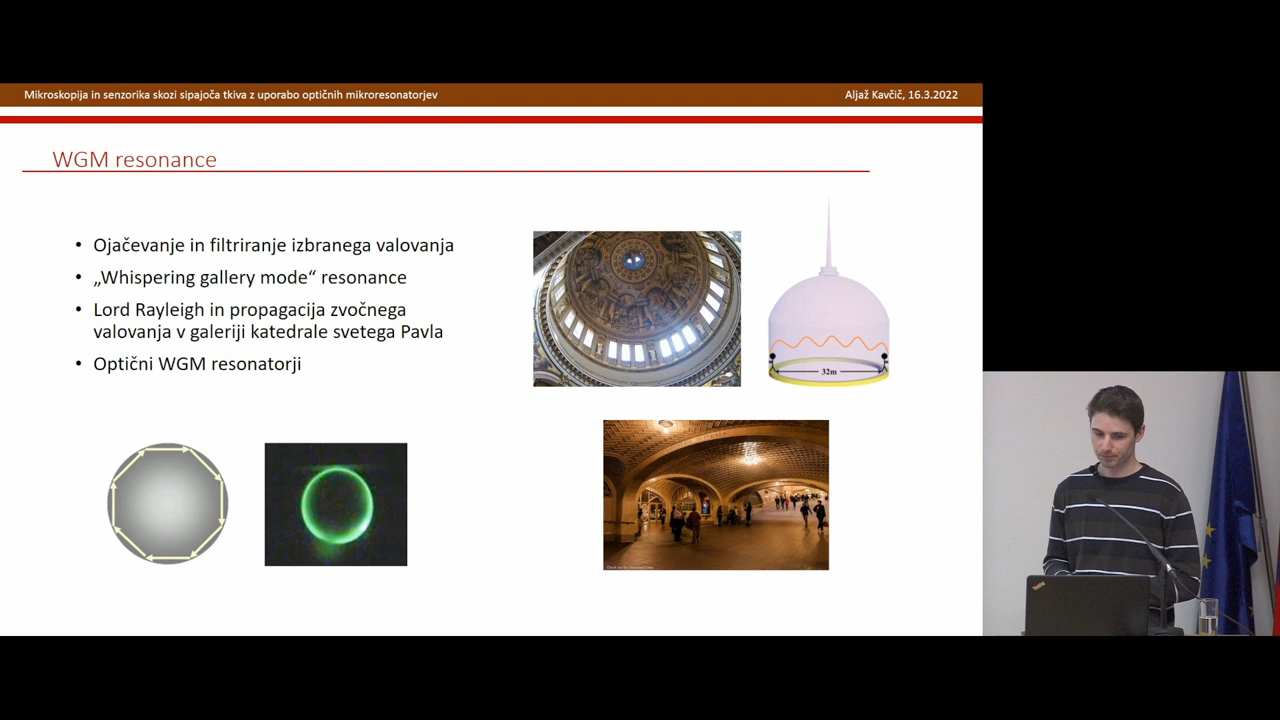 Mikroskopija in senzorika skozi sipajoča tkiva z uporabo optičnih mikroresonatorjev
Aljaž Kavčič, 16.3.2022
WGM resonance
• Ojačevanje in filtriranje izbranega valovanja
• „Whispering gallery mode“ resonance
• Lord Rayleigh in propagacija zvočnega
valovanja v galeriji katedrale svetega Pavla
• Optični WGM resonatorji
32m